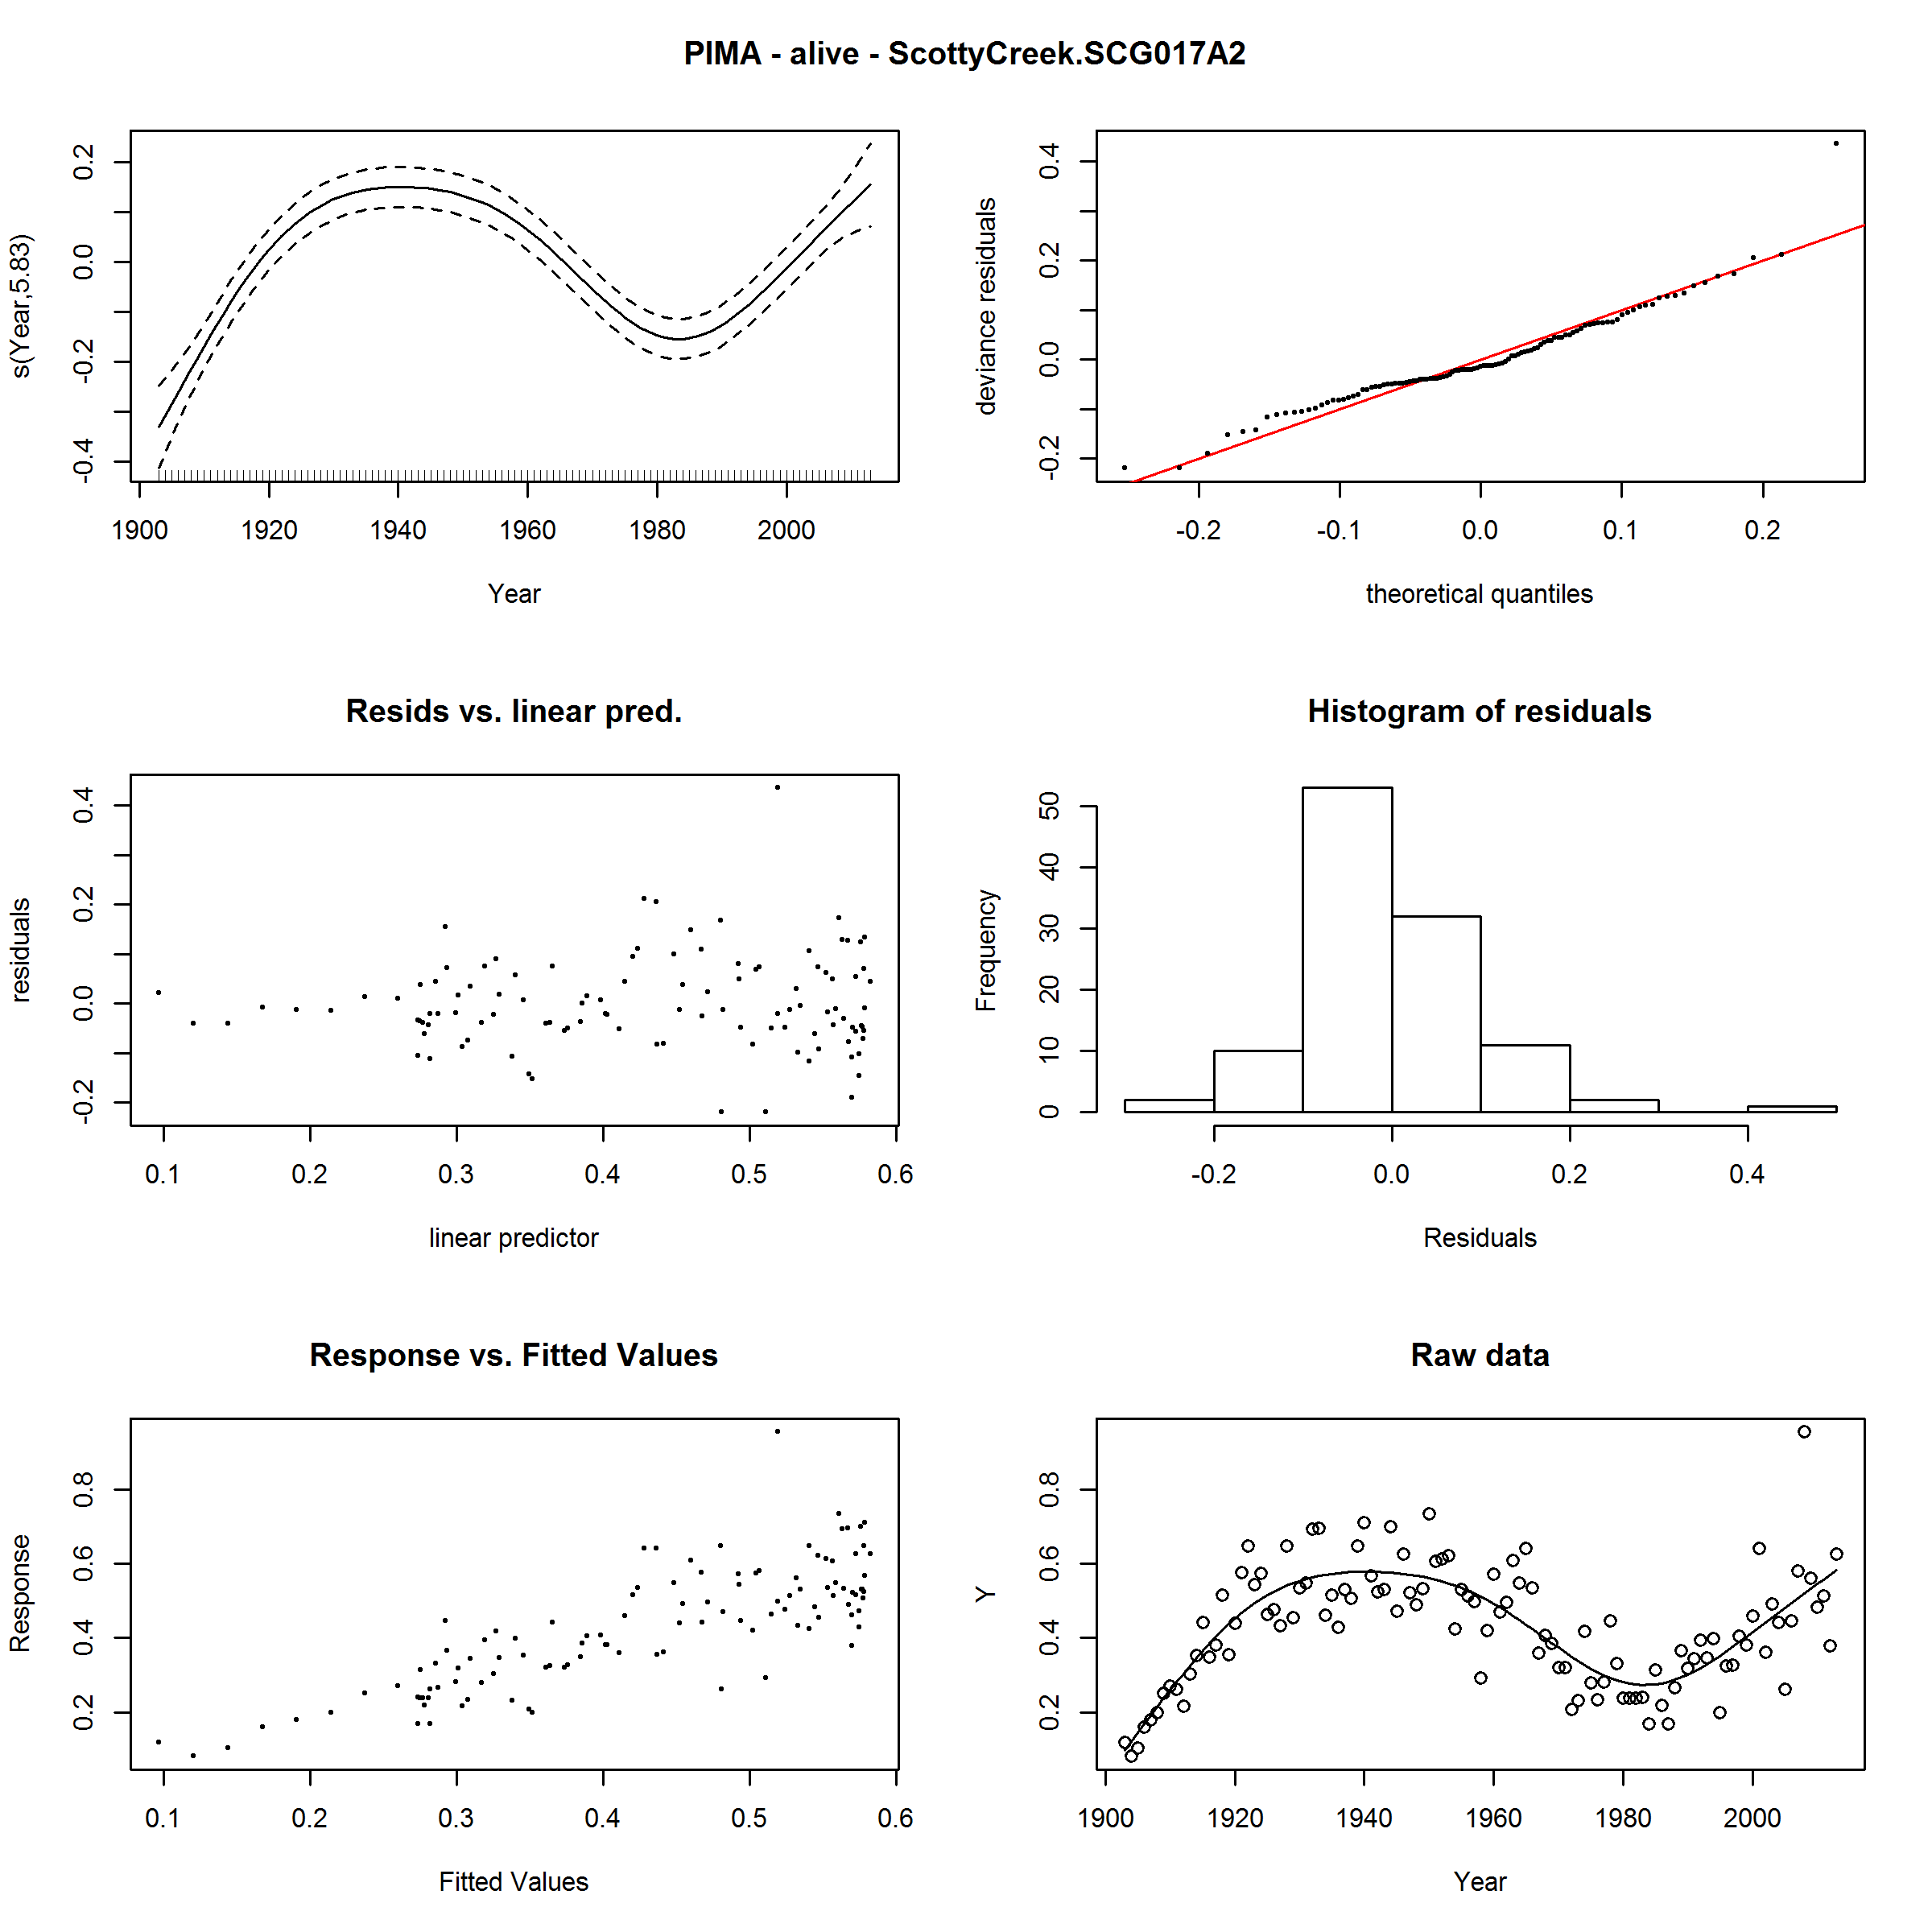 PIMA - alive - ScottyCreek.SCG017A2
s(Year,5.83)
0.2
0.0
-0.2
-0.4
1900 1920 1940 1960 1980 2000
Year
deviance residuals
0.4
0.2
0.0
-0.2
-0.2 -0.1 0.0 0.1 0.2
theoretical quantiles
Resids vs. linear pred.
residuals
0.4
0.2
0.0
-0.2
0.1 0.2 0.3 0.4 0.5 0.6
linear predictor
Histogram of residuals
Frequency
50
40
30
20
10
0
-0.2 0.0 0.2 0.4
Residuals
Response vs. Fitted Values
Response
0.8
0.6
0.4
0.2
0.1 0.2 0.3 0.4 0.5 0.6
Fitted Values
Raw data
Y
0.8
0.6
0.4
0.2
1900 1920 1940 1960 1980 2000
Year